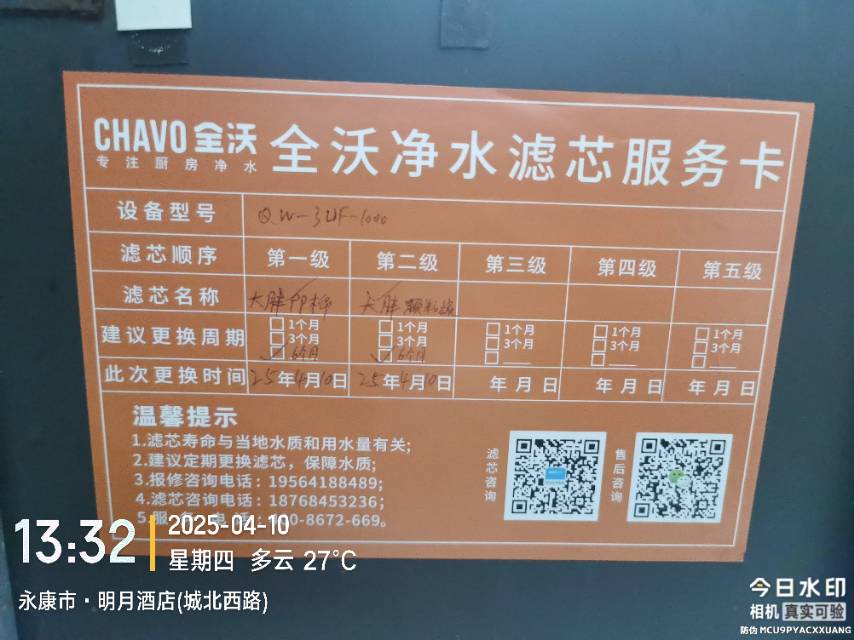 CHAVO 全沃
专注厨房净水
全沃净水滤芯服务卡
设备型号 QW-3UF-1000
滤芯顺序 第一级 第二级 第三级 第四级 第五级
滤芯名称 大胖PP棉 大胖颗粒炭
建议更换周期 1个月 1个月 1个月 1个月 1个月
3个月 3个月 3个月 3个月 3个月
6个月 6个月
此次更换时间 25年4月10日 25年4月10日 年月日 年月日 年月日
温馨提示
1.滤芯寿命与当地水质和用水量有关;
2.建议定期更换滤芯，保障水质;
3.报修咨询电话：19564188489;
4.滤芯咨询电话：18768453236;
滤芯咨询
售后咨询
13:32
2025-04-10
星期四 多云 27°C
永康市·明月酒店(城北西路)
今日水印
相机 真实可验
防伪 MCU9PYACXXUANG